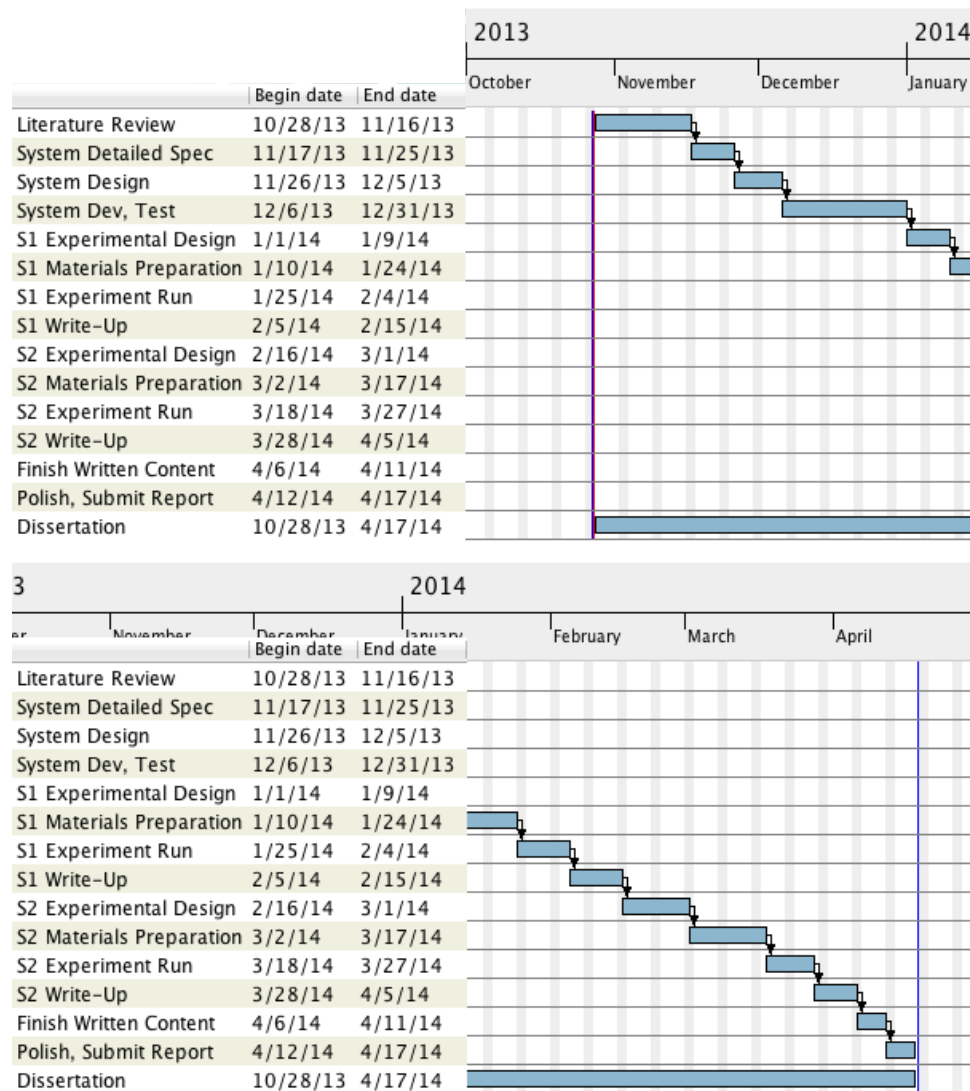 2013 2014
October November December January
Begin date End date
Literature Review 10/28/13 11/16/13
System Detailed Spec 11/17/13 11/25/13
System Design 11/26/13 12/5/13
System Dev, Test 12/6/13 12/31/13
S1 Experimental Design 1/1/14 1/9/14
S1 Materials Preparation 1/10/14 1/24/14
S1 Experiment Run 1/25/14 2/4/14
S1 Write-Up 2/5/14 2/15/14
S2 Experimental Design 2/16/14 3/1/14
S2 Materials Preparation 3/2/14 3/17/14
S2 Experiment Run 3/18/14 3/27/14
S2 Write-Up 3/28/14 4/5/14
Finish Written Content 4/6/14 4/11/14
Polish, Submit Report 4/12/14 4/17/14
Dissertation 10/28/13 4/17/14
3 2014
er November December January February March April
Begin date End date
Literature Review 10/28/13 11/16/13
System Detailed Spec 11/17/13 11/25/13
System Design 11/26/13 12/5/13
System Dev, Test 12/6/13 12/31/13
S1 Experimental Design 1/1/14 1/9/14
S1 Materials Preparation 1/10/14 1/24/14
S1 Experiment Run 1/25/14 2/4/14
S1 Write-Up 2/5/14 2/15/14
S2 Experimental Design 2/16/14 3/1/14
S2 Materials Preparation 3/2/14 3/17/14
S2 Experiment Run 3/18/14 3/27/14
S2 Write-Up 3/28/14 4/5/14
Finish Written Content 4/6/14 4/11/14
Polish, Submit Report 4/12/14 4/17/14
Dissertation 10/28/13 4/17/14